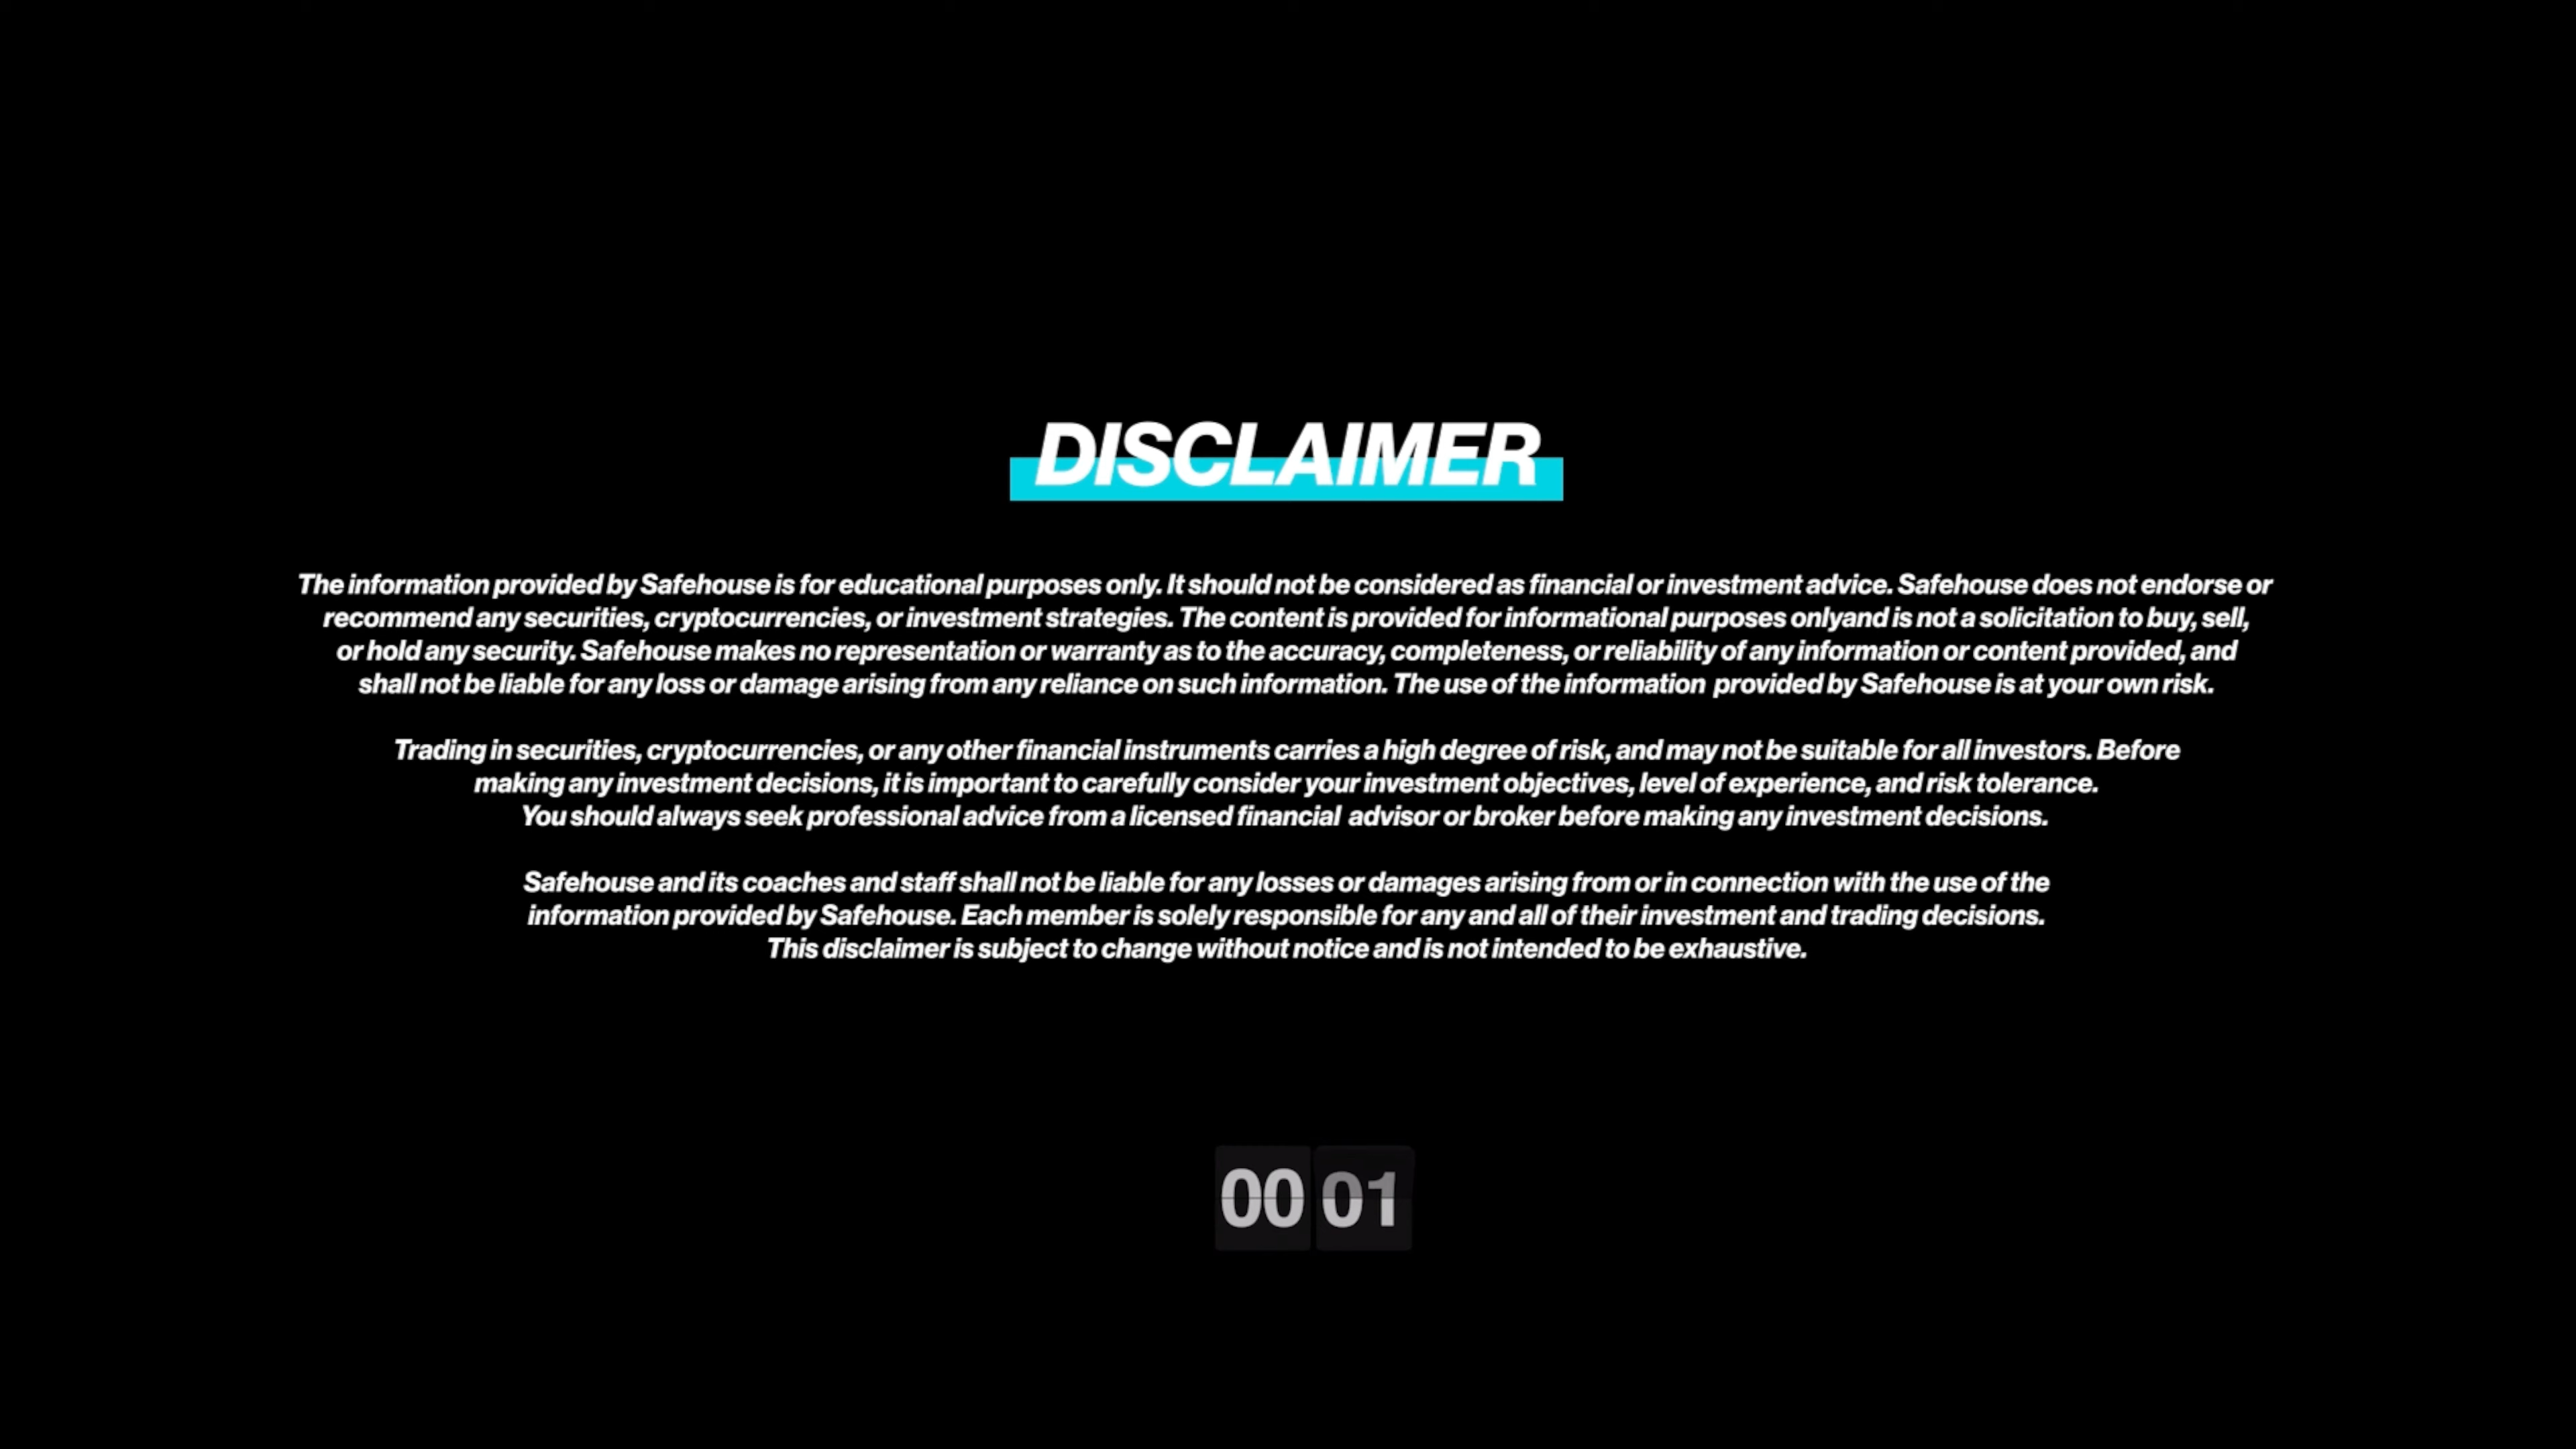 DISCLAIMER
The information provided by Safehouse is for educational purposes only. It should not be considered as financial or investment advice. Safehouse does not endorse or
recommend any securities, cryptocurrencies, or investment strategies. The content is provided for informational purposes onlyand is not a solicitation to buy, sell,
or hold any security. Safehouse makes no representation or warranty as to the accuracy, completeness, or reliability of any information or content provided, and
shall not be liable for any loss or damage arising from any reliance on such information. The use of the information provided by Safehouse is at your own risk.
Trading in securities, cryptocurrencies, or any other financial instruments carries a high degree of risk, and may not be suitable for all investors. Before
making any investment decisions, it is important to carefully consider your investment objectives, level of experience, and risk tolerance.
You should always seek professional advice from a licensed financial advisor or broker before making any investment decisions.
Safehouse and its coaches and staff shall not be liable for any losses or damages arising from or in connection with the use of the
information provided by Safehouse. Each member is solely responsible for any and all of their investment and trading decisions.
This disclaimer is subject to change without notice and is not intended to be exhaustive.
00 01